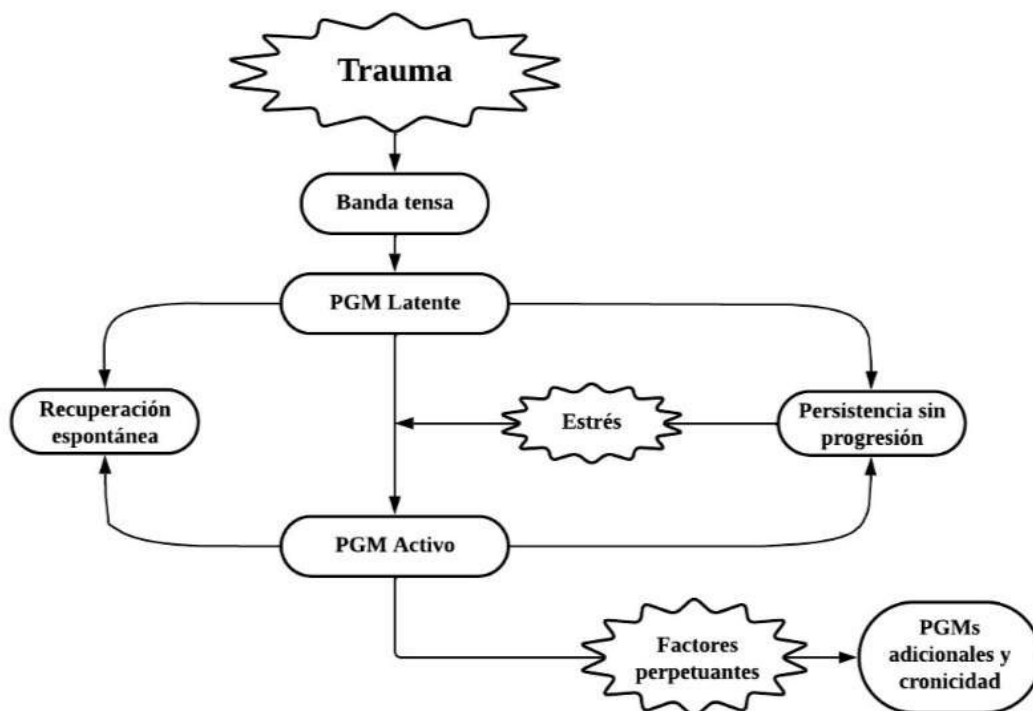 Trauma
Banda tensa
PGM Latente
Recuperación
espontánea
Estrés
Persistencia sin
progresión
PGM Activo
Factores
perpetuantes
PGMs
adicionales y
cronicidad